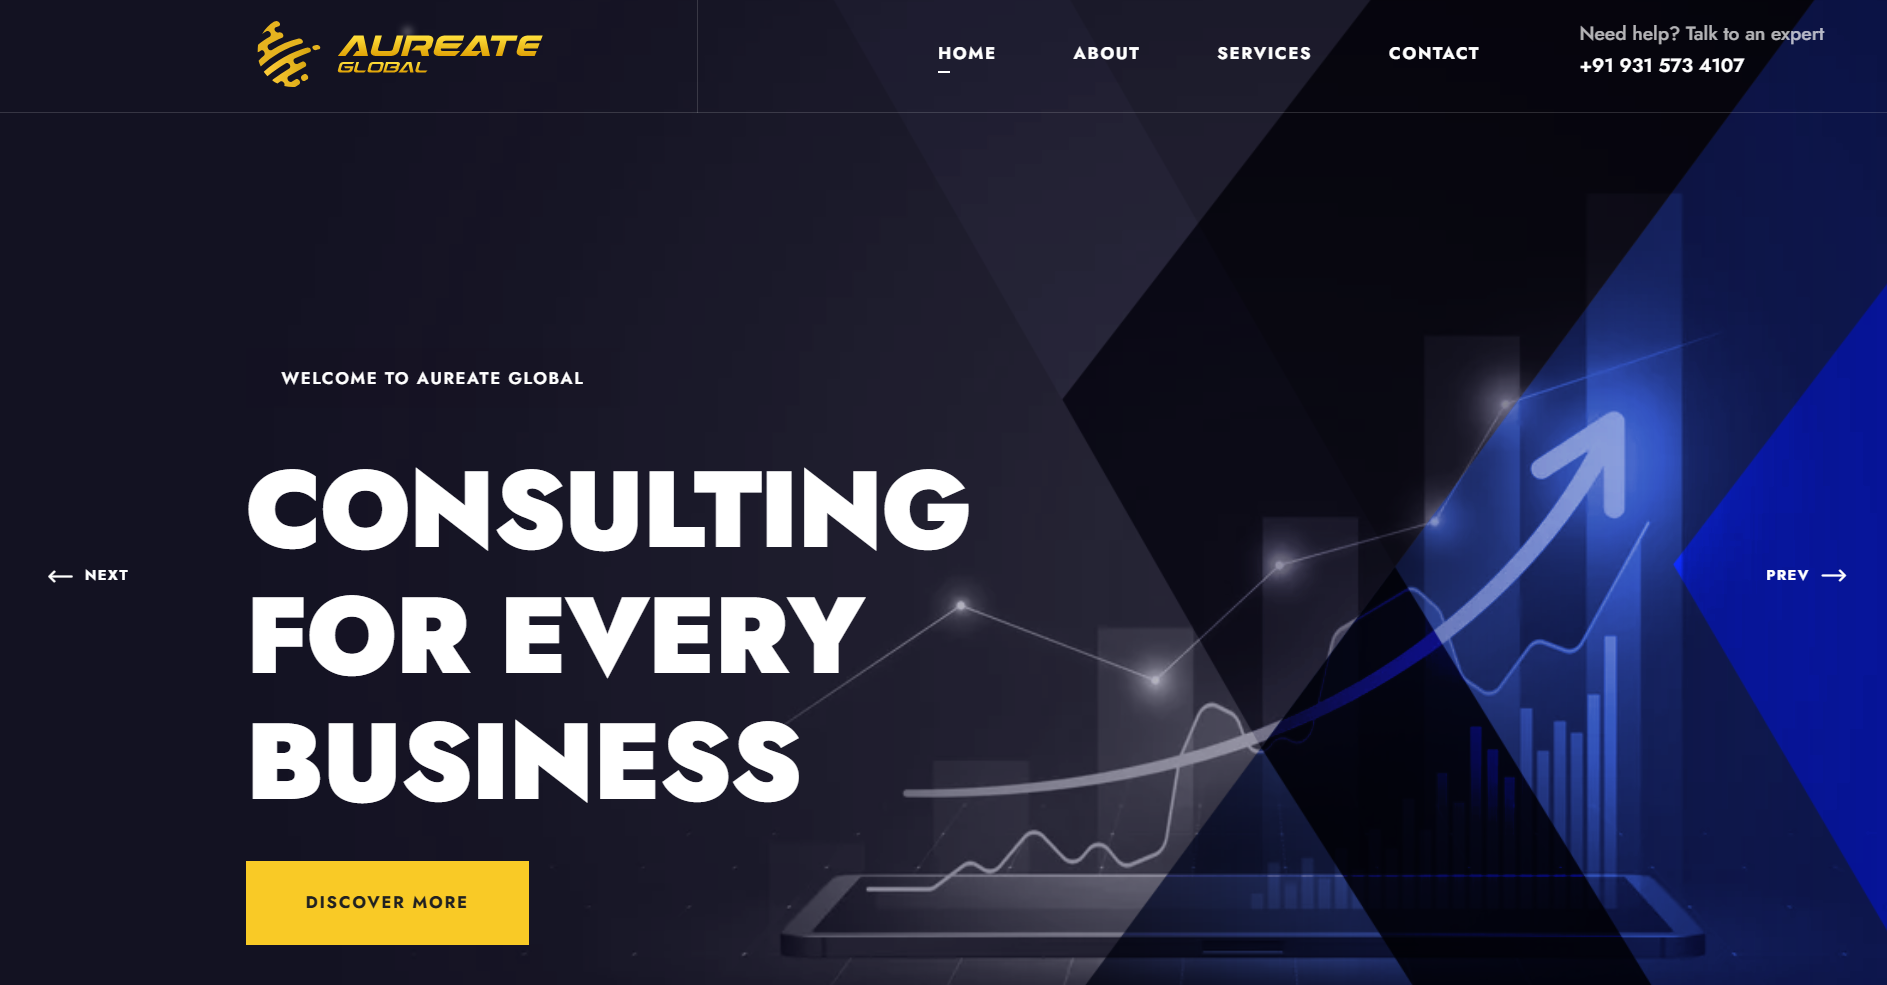 AUREATE
GLOBAL
HOME
ABOUT
SERVICES
CONTACT
Need help? Talk to an expert
+91 931 573 4107
WELCOME TO AUREATE GLOBAL
CONSULTING
FOR EVERY
BUSINESS
NEXT
PREV
DISCOVER MORE